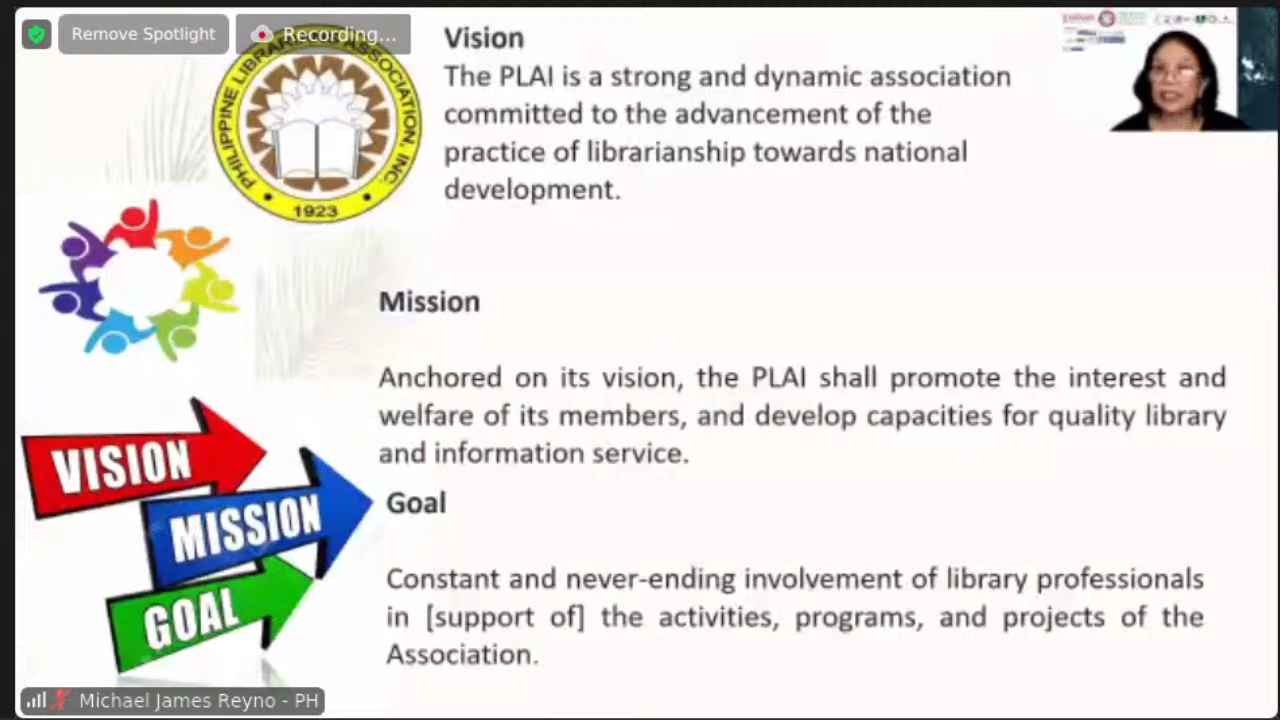 Remove Spotlight
Recording...
PHILIPPINE LIBRARIANS ASSOCIATION, INC.
1923
Vision
The PLAI is a strong and dynamic association
committed to the advancement of the
practice of librarianship towards national
development.
Mission
Anchored on its vision, the PLAI shall promote the interest and
welfare of its members, and develop capacities for quality library
and information service.
VISION
MISSION
GOAL
Goal
Constant and never-ending involvement of library professionals
in [support of] the activities, programs, and projects of the
Association.
Michael James Reyno - PH